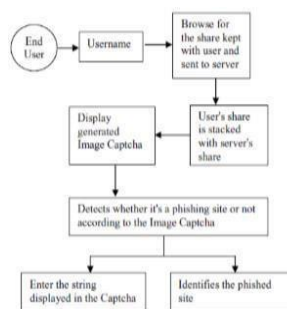 End
User
Username
Browse for
the share kept
with user and
sent to server
User's share
is stacked
with server's
share
Display
generated
Image Captcha
Detects whether it's a phishing site or not
according to the Image Captcha
Enter the string
displayed in the Captcha
Identifies the phished
site